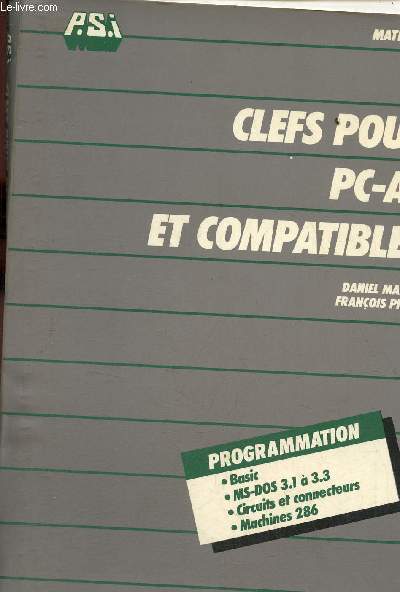 Le-livre.com
P.S.i
MATÉ
CLEFS POU
PC-A
ET COMPATIBLE
DANIEL MA
FRANÇOIS P
PROGRAMMATION
• Basic
• MS-DOS 3.1 à 3.3
• Circuits et connecteurs
• Machines 286